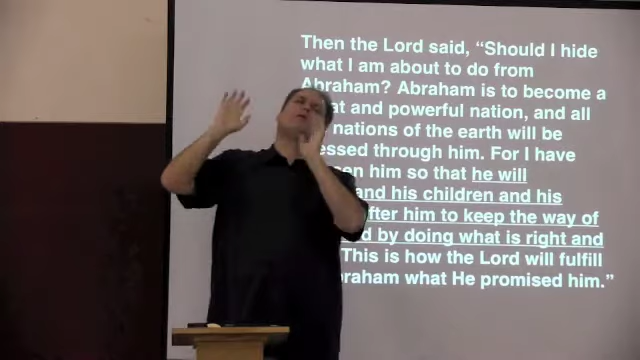 Then the Lord said, “Should I hide
what I am about to do from
Abraham? Abraham is to become a
and powerful nation, and all
nations of the earth will be
through him. For I have
him so that he will
and his children and his
him to keep the way of
by doing what is right and
This is how the Lord will fulfill
what He promised him.”